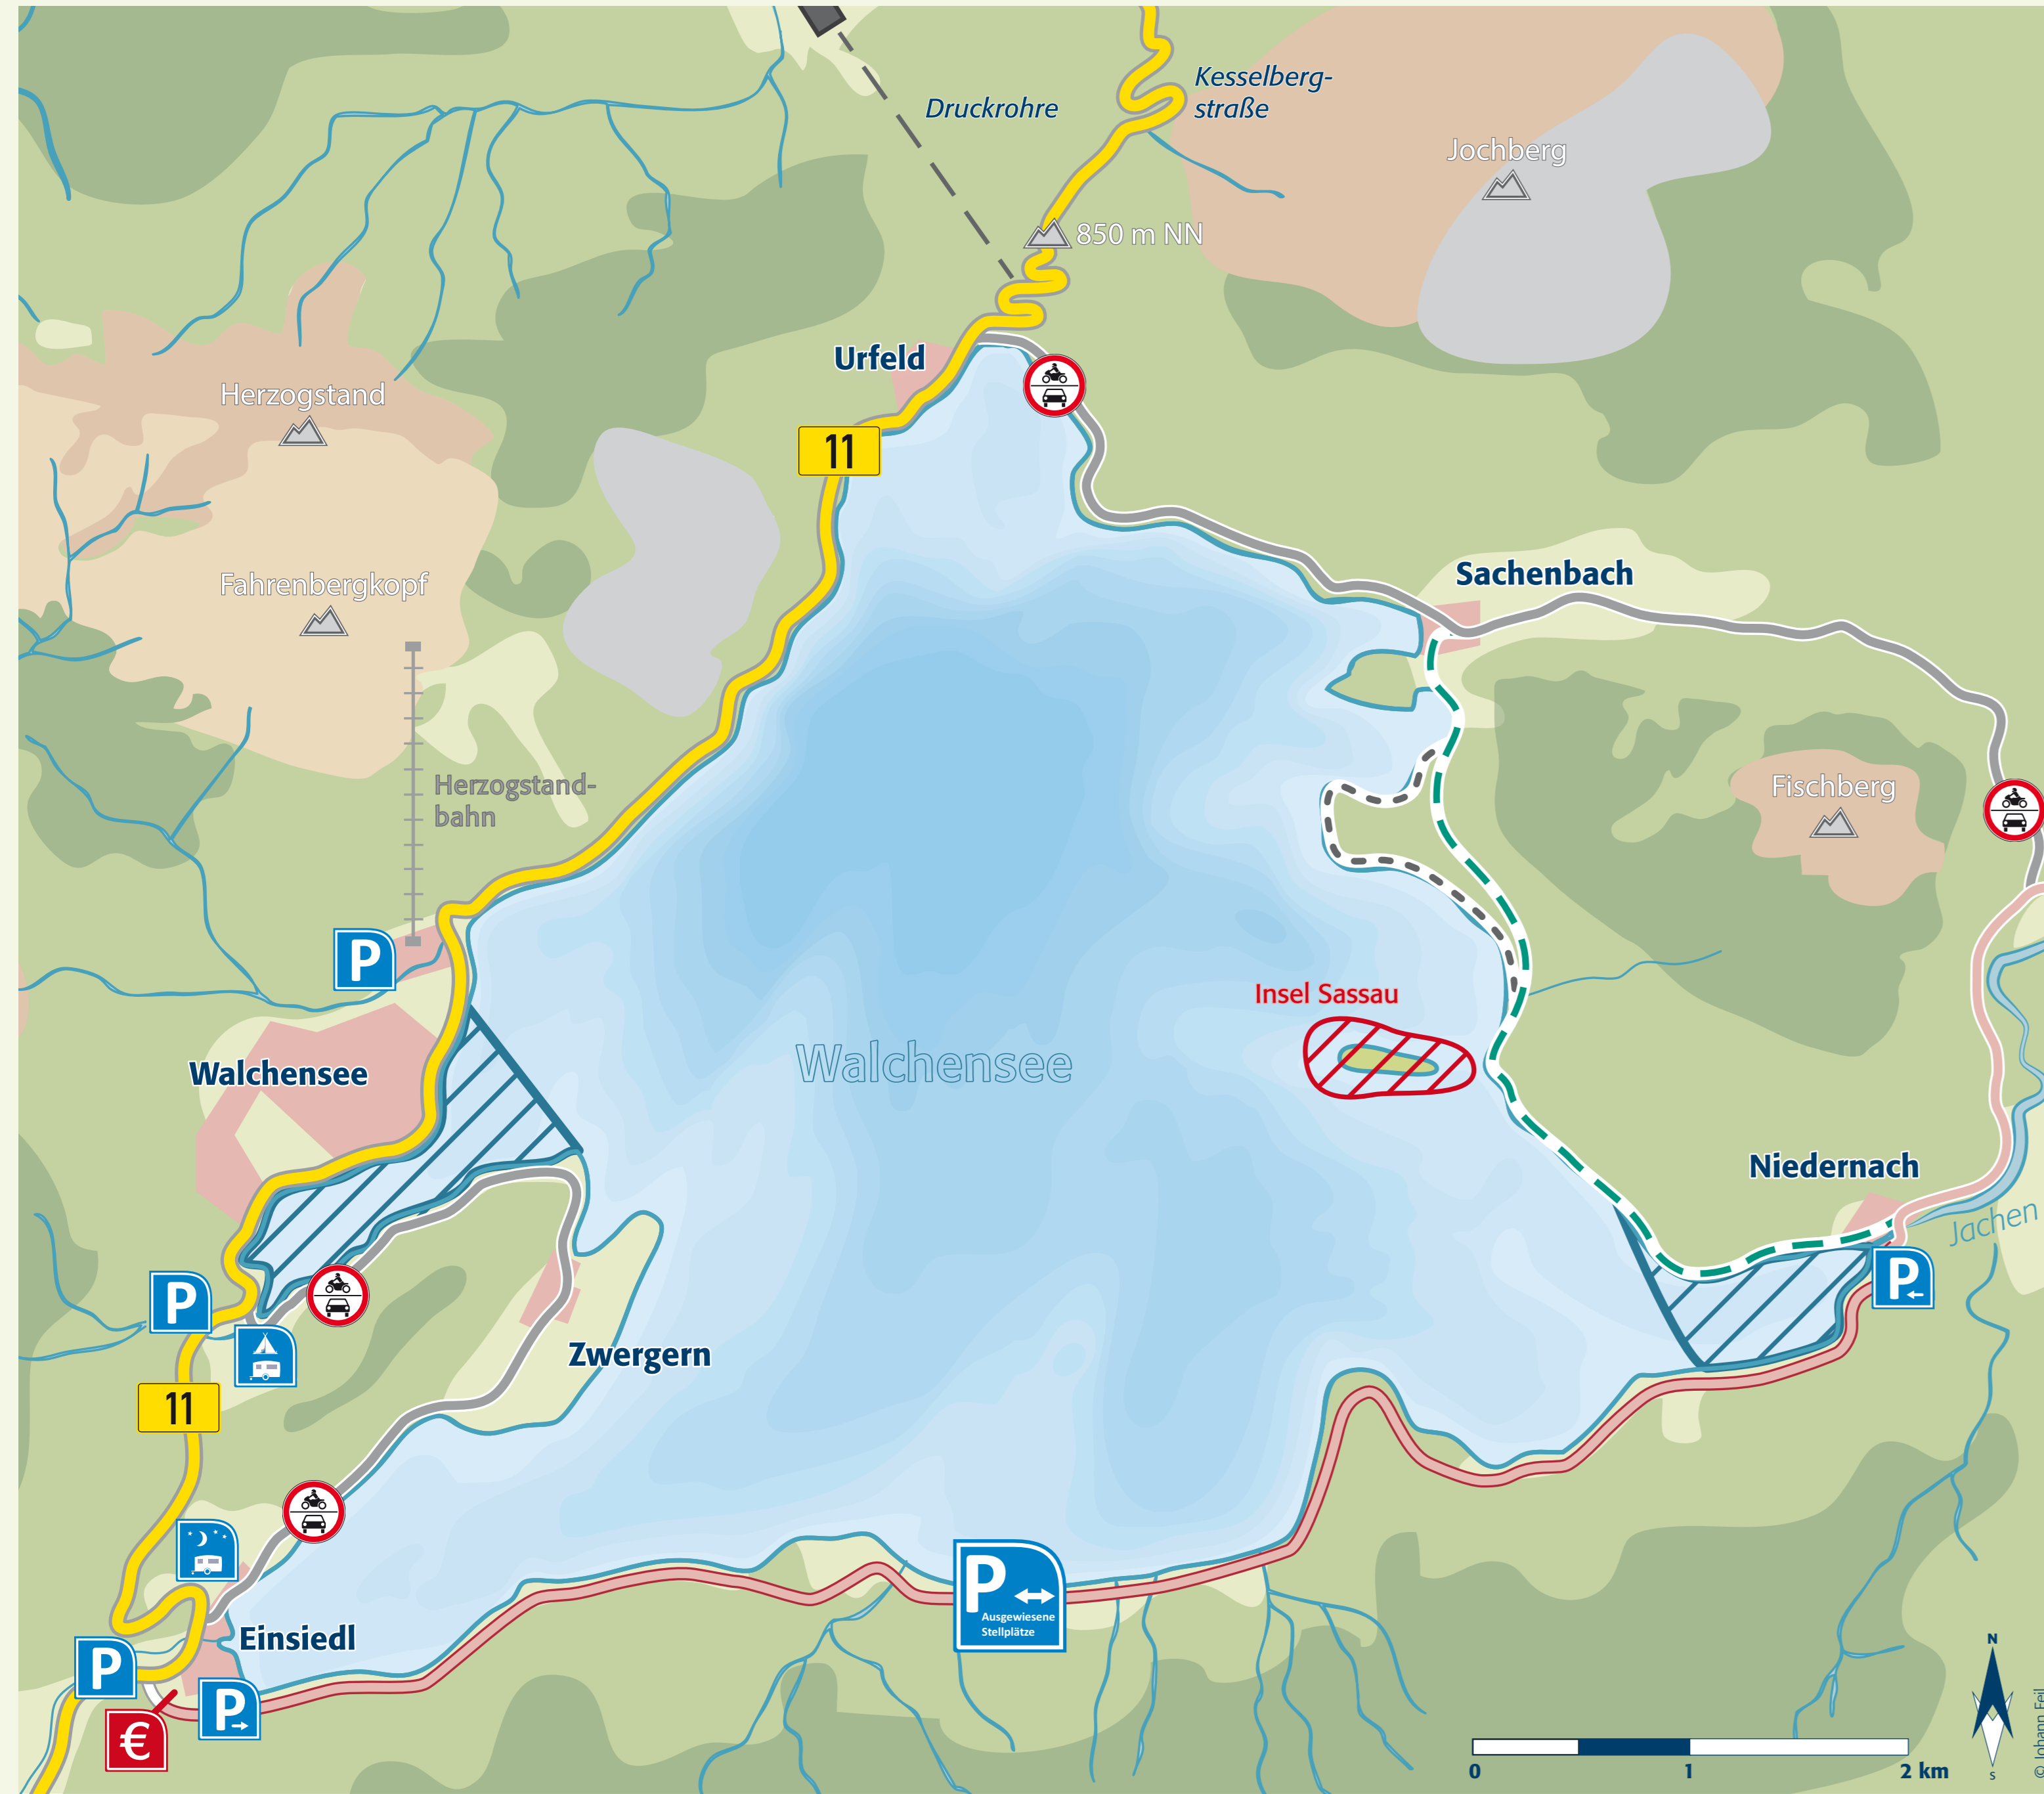 Kesselberg-
straße
Druckrohre
Jochberg
850 m NN
Urfeld
Herzogstand
11
Sachenbach
Fahrenbergkopf
Herzogstand-
bahn
Fischberg
P
Insel Sassau
Walchensee
Walchensee
Niedernach
Jachen
P
P
Zwergern
11
P
Ausgewiesene
Stellplätze
Einsiedl
P
P
€
N
S
0 1 2 km
© Johann Feil